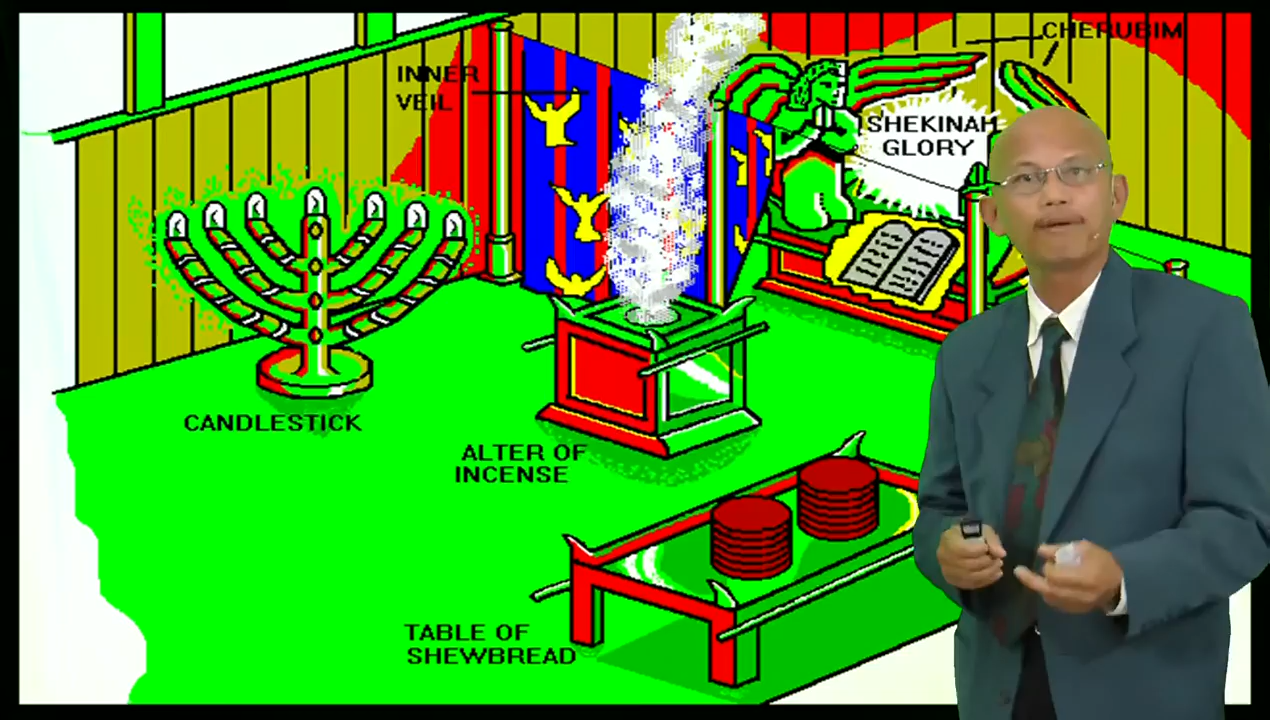 CHERUBIM
INNER
VEIL
SHEKINAH
GLORY
CANDLESTICK
ALTER OF
INCENSE
TABLE OF
SHEWBREAD